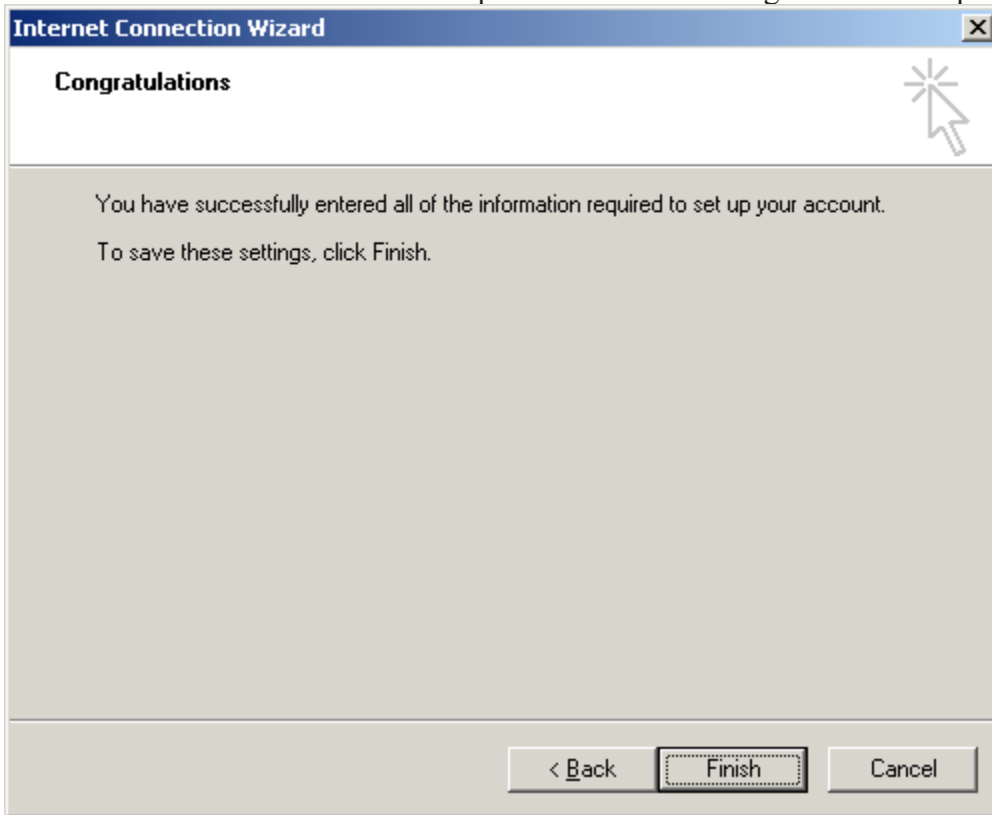 Internet Connection Wizard
Congratulations
You have successfully entered all of the information required to set up your account.
To save these settings, click Finish.
< Back
Finish
Cancel